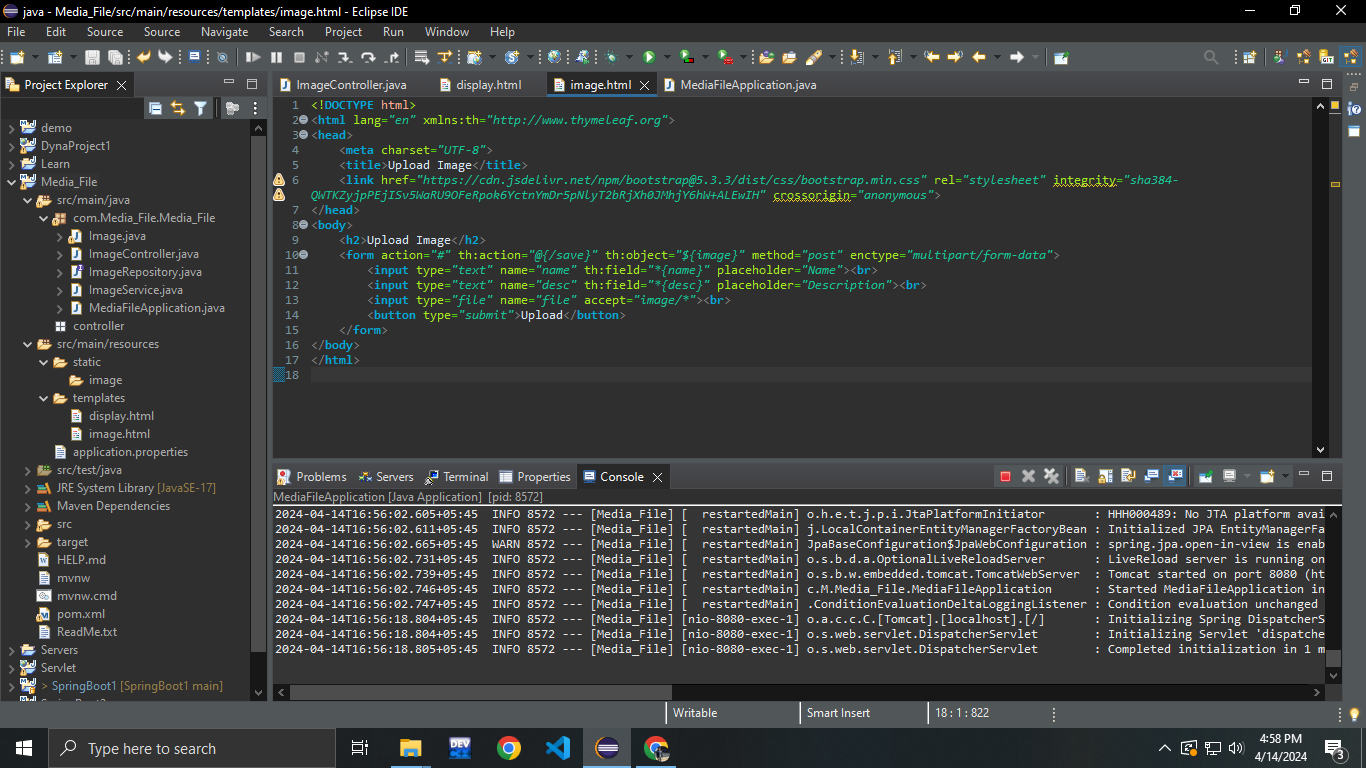 java - Media_File/src/main/resources/templates/image.html - Eclipse IDE
File Edit Source Source Navigate Search Project Run Window Help
Project Explorer
demo
DynaProject1
Learn
Media_File
src/main/java
com.Media_File.Media_File
Image.java
ImageController.java
ImageRepository.java
ImageService.java
MediaFileApplication.java
controller
src/main/resources
static
image
templates
display.html
image.html
application.properties
src/test/java
JRE System Library [JavaSE-17]
Maven Dependencies
src
target
HELP.md
mvnw
mvnw.cmd
pom.xml
ReadMe.txt
Servers
Servlet
> SpringBoot1 [SpringBoot1 main]
ImageController.java display.html image.html MediaFileApplication.java
1 <!DOCTYPE html>
2 <html lang="en" xmlns:th="http://www.thymeleaf.org">
3 <head>
4 <meta charset="UTF-8">
5 <title>Upload Image</title>
6 <link href="https://cdn.jsdelivr.net/npm/bootstrap@5.3.3/dist/css/bootstrap.min.css" rel="stylesheet" integrity="sha384-
QWTKZyjpPEjISv5WaRU9OFeRpok6YctnYmDr5pNlyT2bRjXh0JMhjY6hW+ALEwIH" crossorigin="anonymous">
7 </head>
8 <body>
9 <h2>Upload Image</h2>
10 <form action="#" th:action="@{/save}" th:object="${image}" method="post" enctype="multipart/form-data">
11 <input type="text" name="name" th:field="*{name}" placeholder="Name"><br>
12 <input type="text" name="desc" th:field="*{desc}" placeholder="Description"><br>
13 <input type="file" name="file" accept="image/*"><br>
14 <button type="submit">Upload</button>
15 </form>
16 </body>
17 </html>
18
Problems Servers Terminal Properties Console
MediaFileApplication [Java Application] [pid: 8572]
2024-04-14T16:56:02.605+05:45 INFO 8572 --- [Media_File] [ restartedMain] o.h.e.t.j.p.i.JtaPlatformInitiator : HHH000489: No JTA platform avai
2024-04-14T16:56:02.611+05:45 INFO 8572 --- [Media_File] [ restartedMain] j.LocalContainerEntityManagerFactoryBean : Initialized JPA EntityManagerFa
2024-04-14T16:56:02.665+05:45 WARN 8572 --- [Media_File] [ restartedMain] JpaBaseConfiguration$JpaWebConfiguration : spring.jpa.open-in-view is enab
2024-04-14T16:56:02.731+05:45 INFO 8572 --- [Media_File] [ restartedMain] o.s.b.d.a.OptionalLiveReloadServer : LiveReload server is running on
2024-04-14T16:56:02.739+05:45 INFO 8572 --- [Media_File] [ restartedMain] o.s.b.w.embedded.tomcat.TomcatWebServer : Tomcat started on port 8080 (ht
2024-04-14T16:56:02.746+05:45 INFO 8572 --- [Media_File] [ restartedMain] c.M.Media_File.MediaFileApplication : Started MediaFileApplication in
2024-04-14T16:56:02.747+05:45 INFO 8572 --- [Media_File] [ restartedMain] .ConditionEvaluationDeltaLoggingListener : Condition evaluation unchanged
2024-04-14T16:56:18.804+05:45 INFO 8572 --- [Media_File] [nio-8080-exec-1] o.a.c.c.C.[Tomcat].[localhost].[/] : Initializing Spring DispatcherS
2024-04-14T16:56:18.804+05:45 INFO 8572 --- [Media_File] [nio-8080-exec-1] o.s.web.servlet.DispatcherServlet : Initializing Servlet 'dispatche
2024-04-14T16:56:18.805+05:45 INFO 8572 --- [Media_File] [nio-8080-exec-1] o.s.web.servlet.DispatcherServlet : Completed initialization in 1 m
Writable Smart Insert 18 : 1 : 822
Type here to search
DEV
4:58 PM
4/14/2024
3